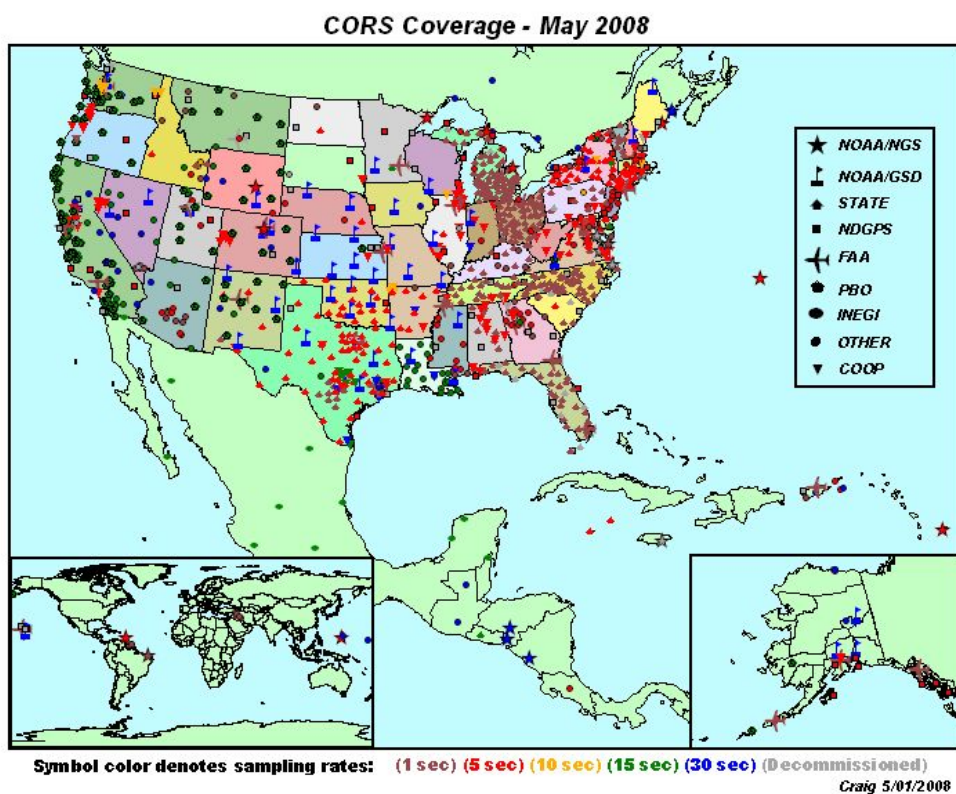 CORS Coverage - May 2008
NOAA/NGS
NOAA/GSD
STATE
NDGPS
FAA
PBO
INEGI
OTHER
COOP
Symbol color denotes sampling rates: (1 sec) (5 sec) (10 sec) (15 sec) (30 sec) (Decommissioned)
Craig 5/01/2008